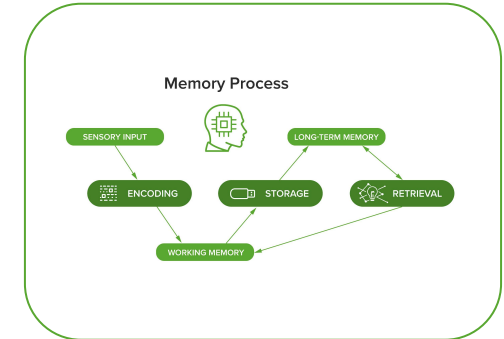 Memory Process
SENSORY INPUT
LONG-TERM MEMORY
ENCODING
STORAGE
RETRIEVAL
WORKING MEMORY